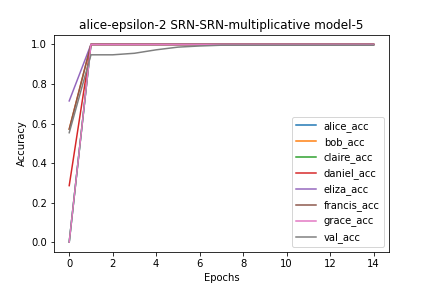 alice-epsilon-2 SRN-SRN-multiplicative model-5
Accuracy
1.0
0.8
0.6
0.4
0.2
0.0
alice_acc
bob_acc
claire_acc
daniel_acc
eliza_acc
francis_acc
grace_acc
val_acc
0 2 4 6 8 10 12 14
Epochs